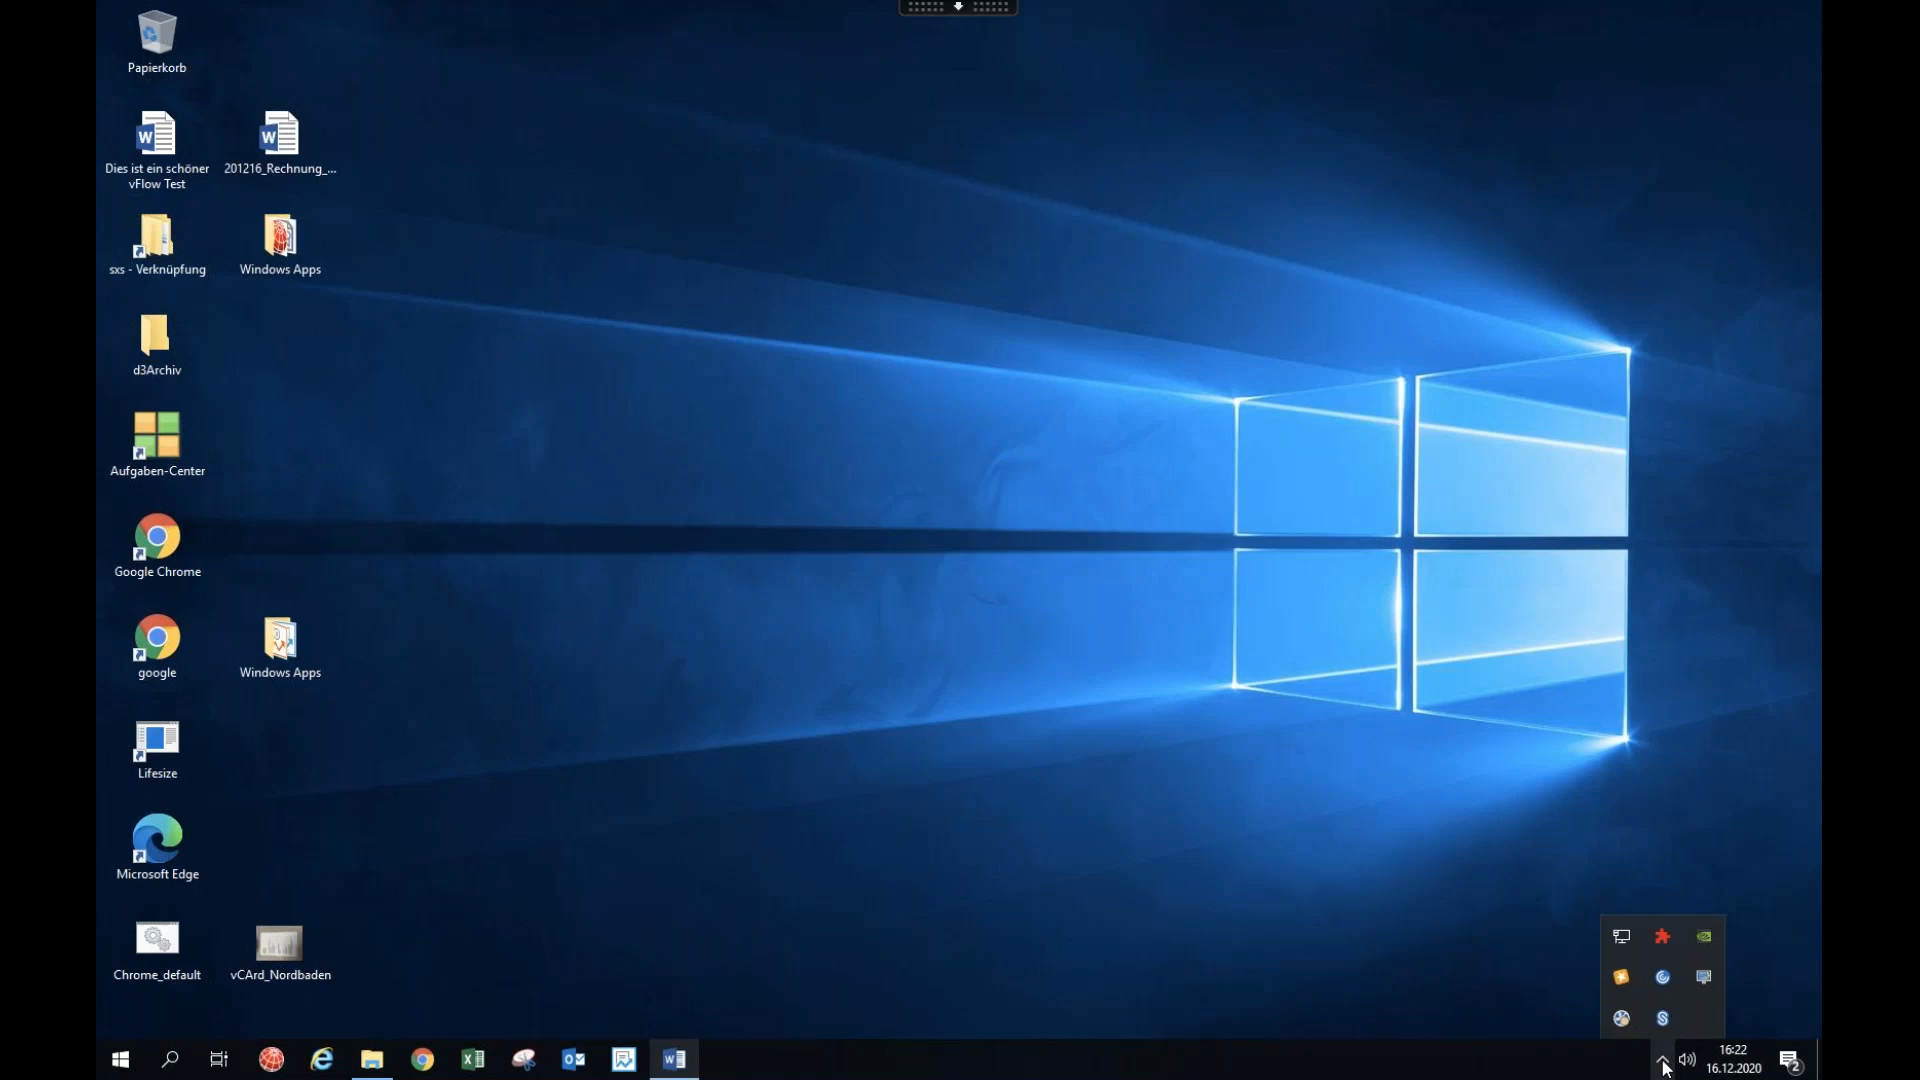 Papierkorb
Dies ist ein schöner
vFlow Test
201216_Rechnung_...
sxs - Verknüpfung
Windows Apps
d3Archiv
Aufgaben-Center
Google Chrome
google
Windows Apps
Lifesize
Microsoft Edge
Chrome_default
vCArd_Nordbaden
16:22
16.12.2020
2